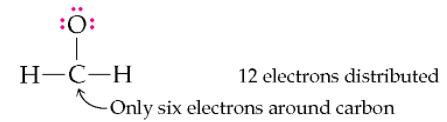 :Ö:
H—C—H 12 electrons distributed
Only six electrons around carbon